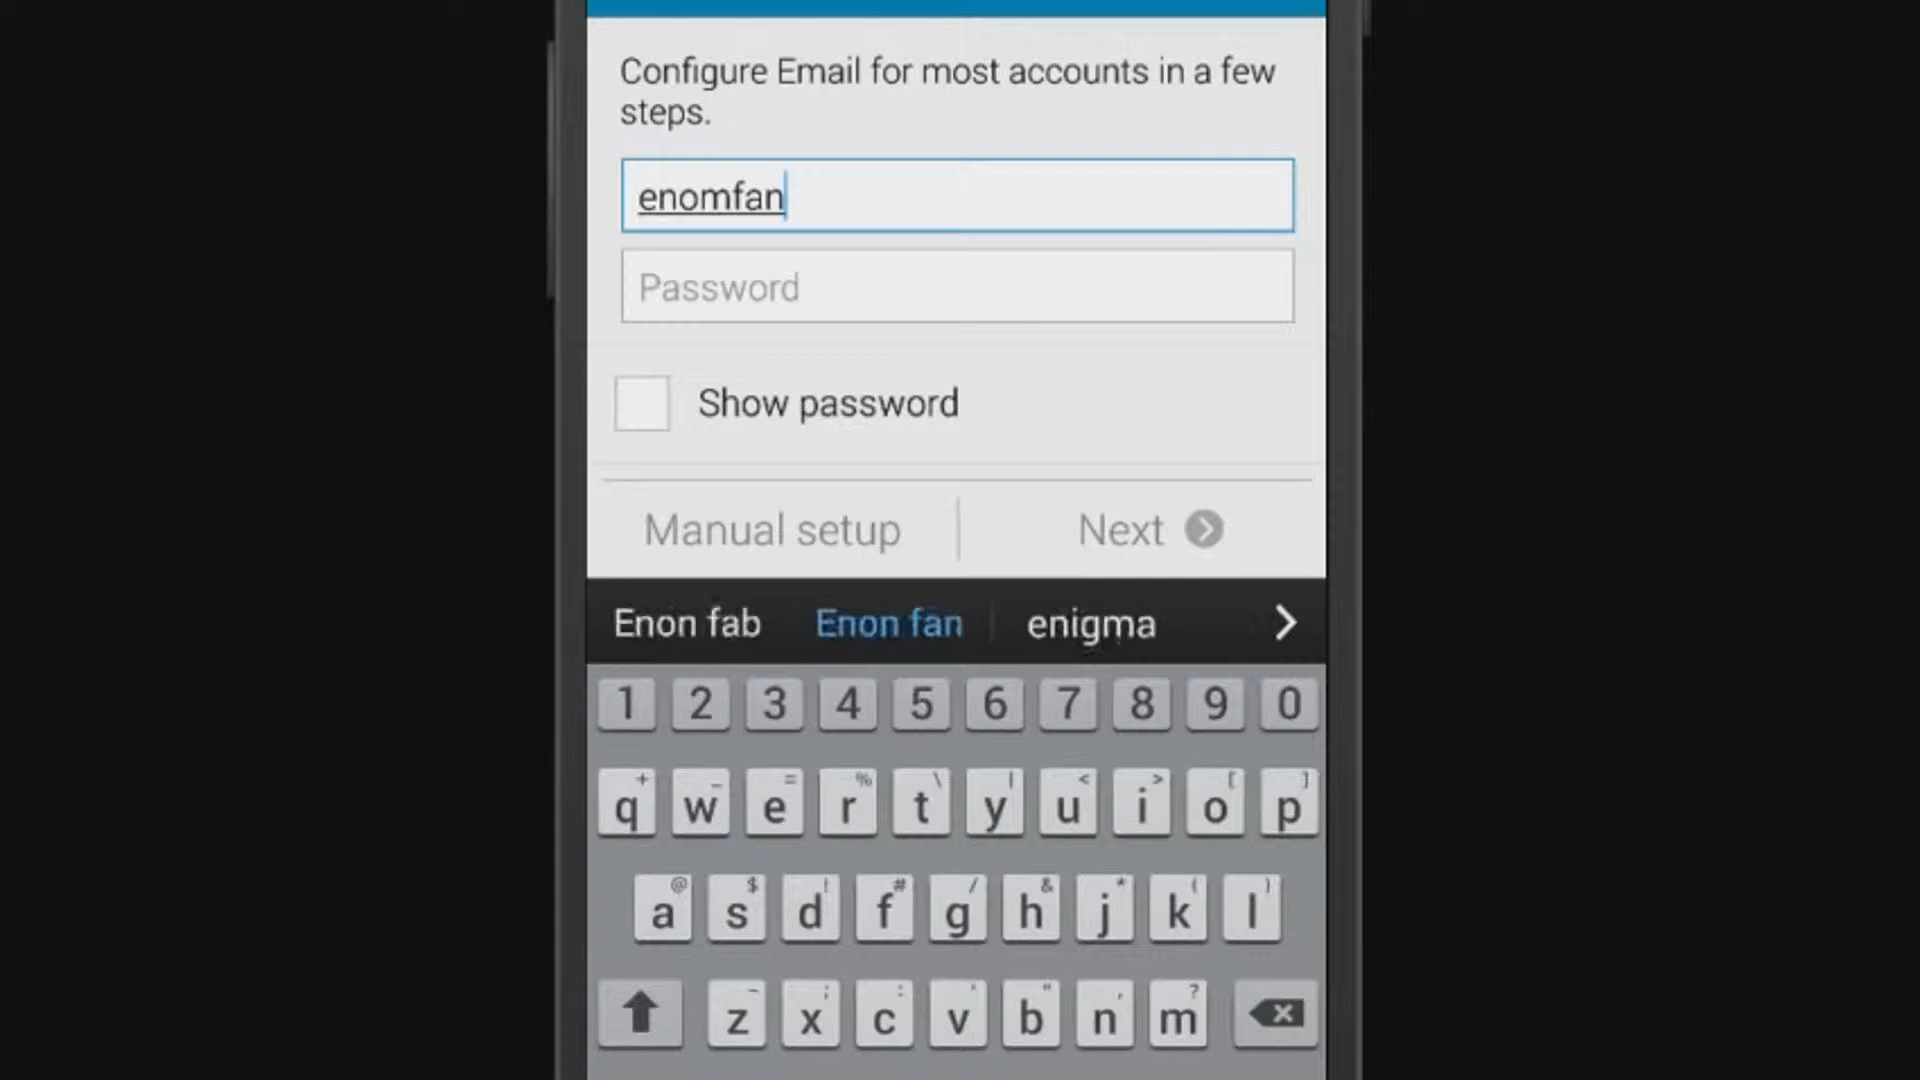 Configure Email for most accounts in a few
steps.
enomfan
Password
Show password
Manual setup
Next
Enon fab Enon fan enigma
1 2 3 4 5 6 7 8 9 0
+ _ = % \ | < > [ ]
q w e r t y u i o p
@ $ ! # / & * ( )
a s d f g h j k l
- ; : ' " , ?
z x c v b n m